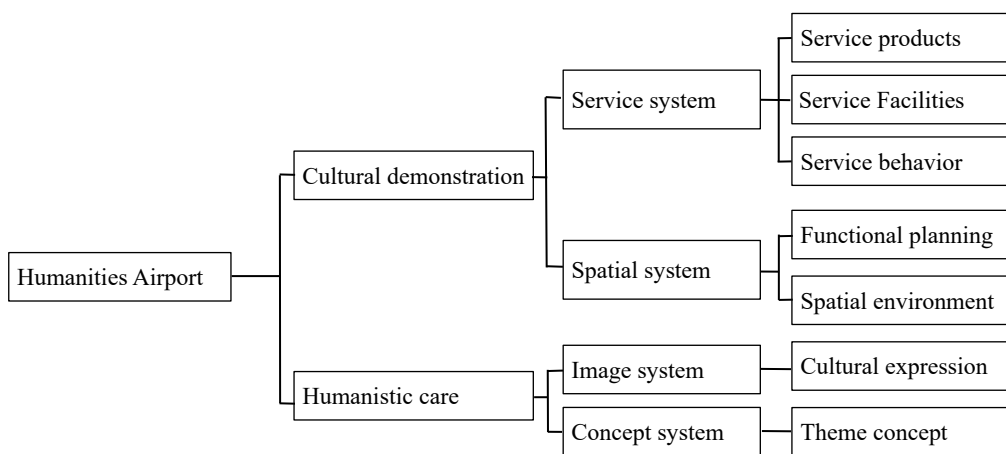 Humanities Airport
Cultural demonstration
Humanistic care
Service system
Spatial system
Image system
Concept system
Service products
Service Facilities
Service behavior
Functional planning
Spatial environment
Cultural expression
Theme concept